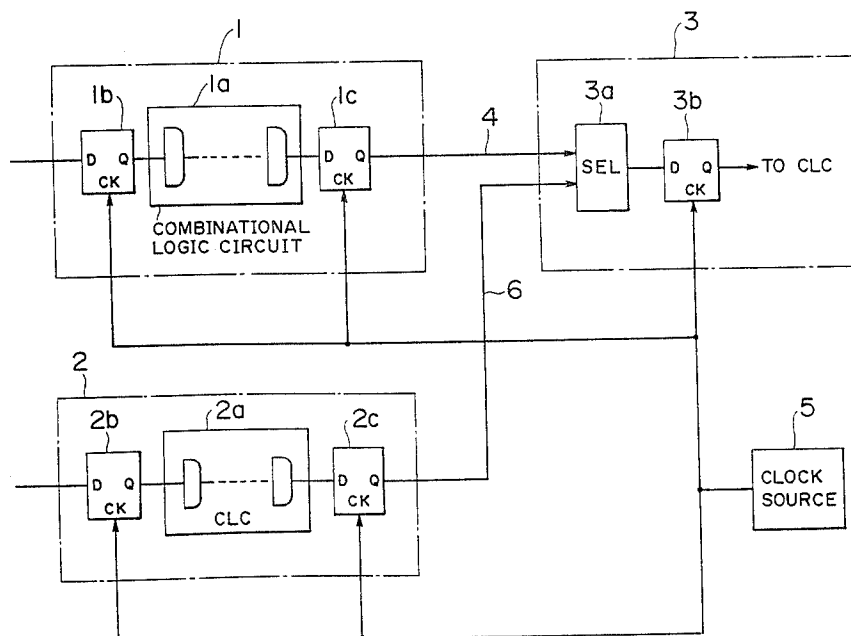 1
3
1a
1b
1c
3a
3b
4
D Q
CK
D Q
CK
SEL
D Q
CK
TO CLC
COMBINATIONAL
LOGIC CIRCUIT
6
2
2a
2b
2c
5
D Q
CK
CLC
D Q
CK
CLOCK
SOURCE